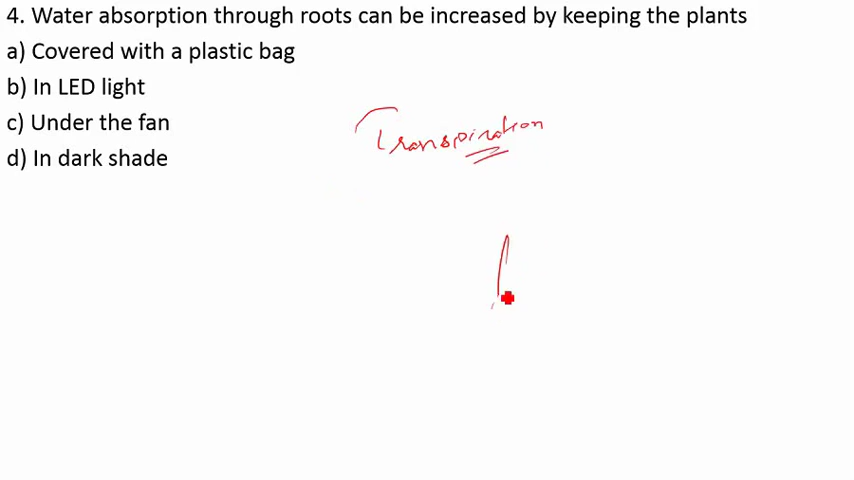 4. Water absorption through roots can be increased by keeping the plants
a) Covered with a plastic bag
b) In LED light
c) Under the fan
Transpiration
d) In dark shade